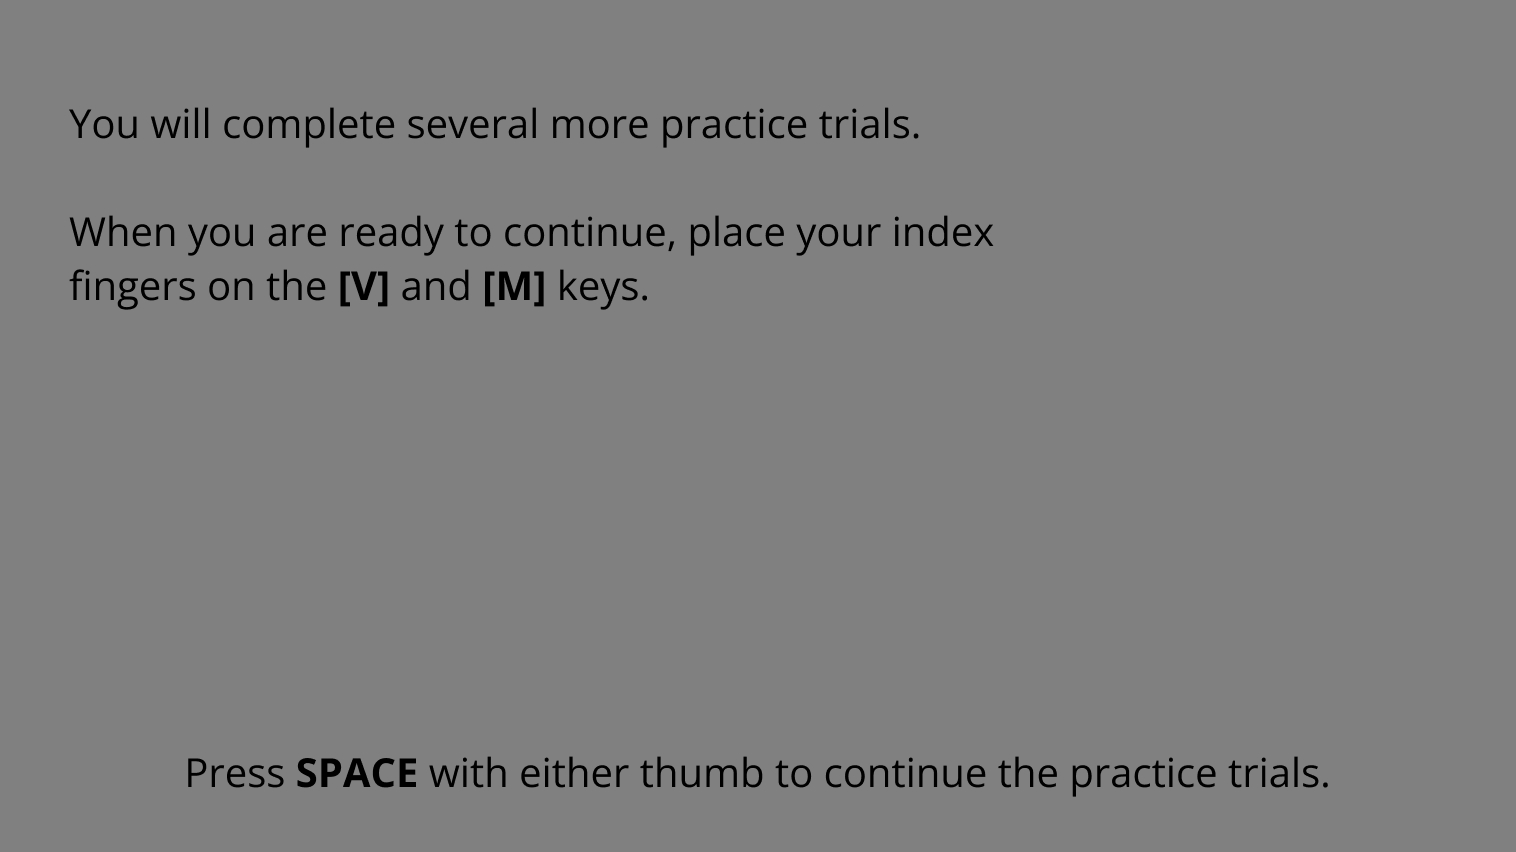 You will complete several more practice trials.
When you are ready to continue, place your index
fingers on the [V] and [M] keys.
Press SPACE with either thumb to continue the practice trials.